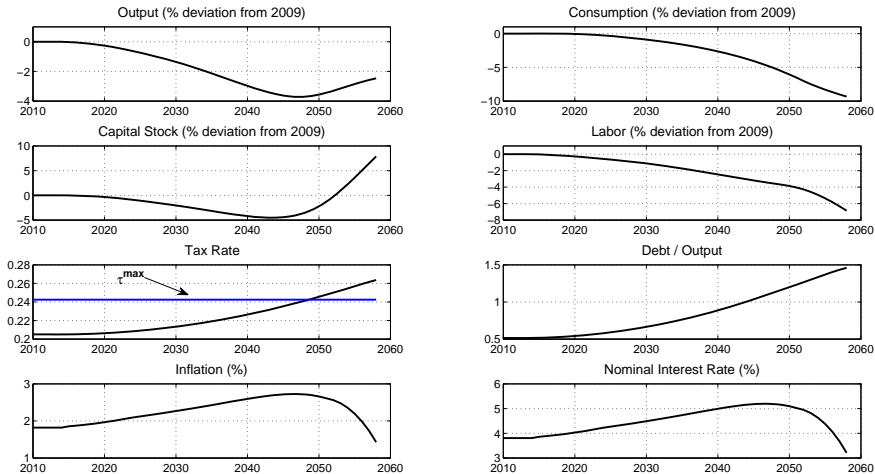 Output (% deviation from 2009)
0
−2
−4
2010 2020 2030 2040 2050 2060
Consumption (% deviation from 2009)
0
−5
−10
2010 2020 2030 2040 2050 2060
Capital Stock (% deviation from 2009)
10
5
0
−5
2010 2020 2030 2040 2050 2060
Labor (% deviation from 2009)
0
−2
−4
−6
−8
2010 2020 2030 2040 2050 2060
Tax Rate
0.28
0.26
0.24
0.22
0.2
τmax
2010 2020 2030 2040 2050 2060
Debt / Output
1.5
1
0.5
2010 2020 2030 2040 2050 2060
Inflation (%)
3
2
1
2010 2020 2030 2040 2050 2060
Nominal Interest Rate (%)
6
5
4
3
2010 2020 2030 2040 2050 2060